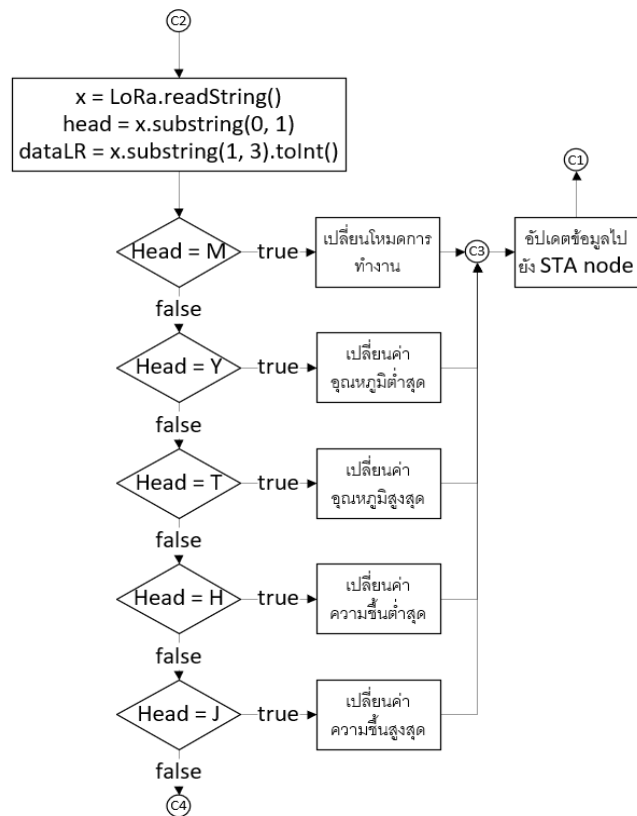 C2
x = LoRa.readString()
head = x.substring(0, 1)
dataLR = x.substring(1, 3).toInt()
C1
Head = M
true
เปลี่ยนโหมดการ
ทำงาน
C3
อัปเดตข้อมูลไป
ยัง STA node
false
Head = Y
true
เปลี่ยนค่า
อุณหภูมิต่ำสุด
false
Head = T
true
เปลี่ยนค่า
อุณหภูมิสูงสุด
false
Head = H
true
เปลี่ยนค่า
ความชื้นต่ำสุด
false
Head = J
true
เปลี่ยนค่า
ความชื้นสูงสุด
false
C4